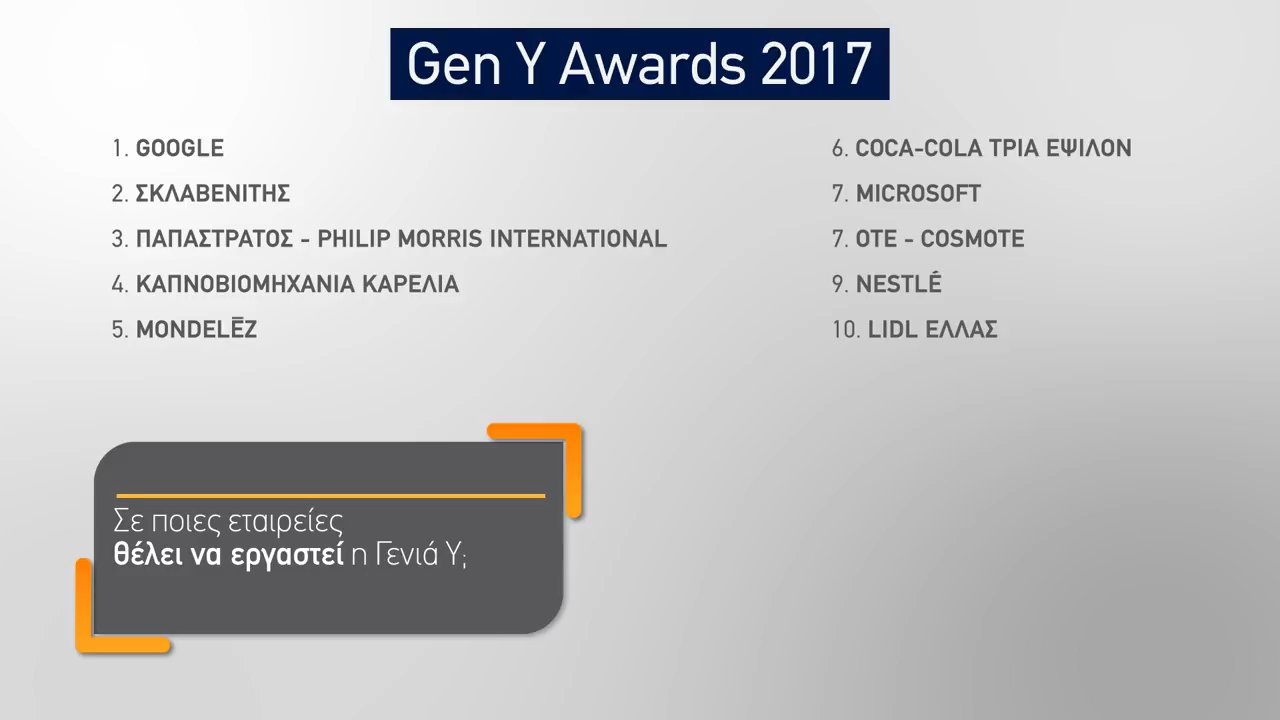 Gen Y Awards 2017
1. GOOGLE
2. ΣΚΛΑΒΕΝΙΤΗΣ
3. ΠΑΠΑΣΤΡΑΤΟΣ - PHILIP MORRIS INTERNATIONAL
4. ΚΑΠΝΟΒΙΟΜΗΧΑΝΙΑ ΚΑΡΕΛΙΑ
5. MONDELĒZ
6. COCA-COLA ΤΡΙΑ ΕΨΙΛΟΝ
7. MICROSOFT
7. ΟΤΕ - COSMOTE
9. NESTLÉ
10. LIDL ΕΛΛΑΣ
Σε ποιες εταιρείες
θέλει να εργαστεί η Γενιά Υ;